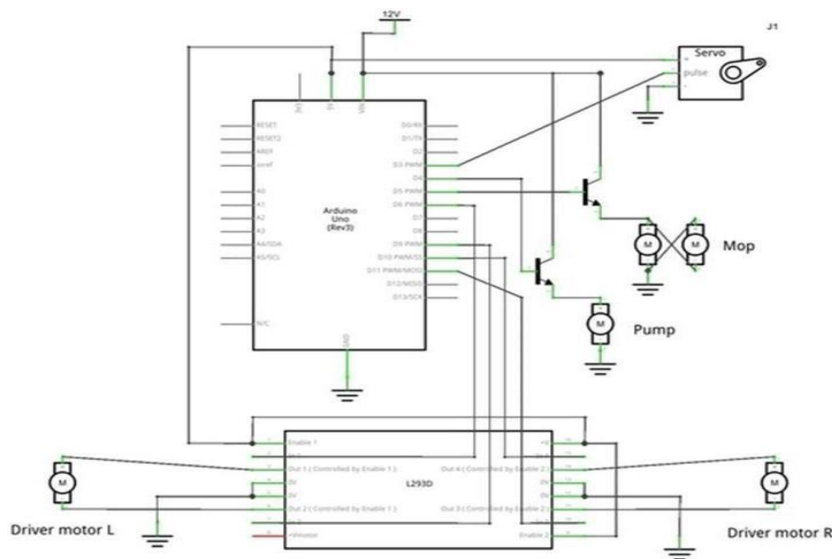 12V
J1
Servo
+
pulse
-
3V3
5V
VIN
RESET
RESET2
AREF
ioref
A0
A1
A2
A3
A4/SDA
A5/SCL
N/C
Arduino
Uno
(Rev3)
D0/RX
D1/TX
D2
D3 PWM
D4
D5 PWM
D6 PWM
D7
D8
D9 PWM
D10 PWM/SS
D11 PWM/MOSI
D12/MISO
D13/SCK
GND
M
M
Mop
M
Pump
Enable 1
Out 1 ( Controlled by Enable 1 )
0V
0V
Out 2 ( Controlled by Enable 1 )
+Vmotor
L293D
+V
Out 4 ( Controlled by Enable 2 )
0V
0V
Out 3 ( Controlled by Enable 2 )
Enable 2
M
Driver motor L
M
Driver motor R